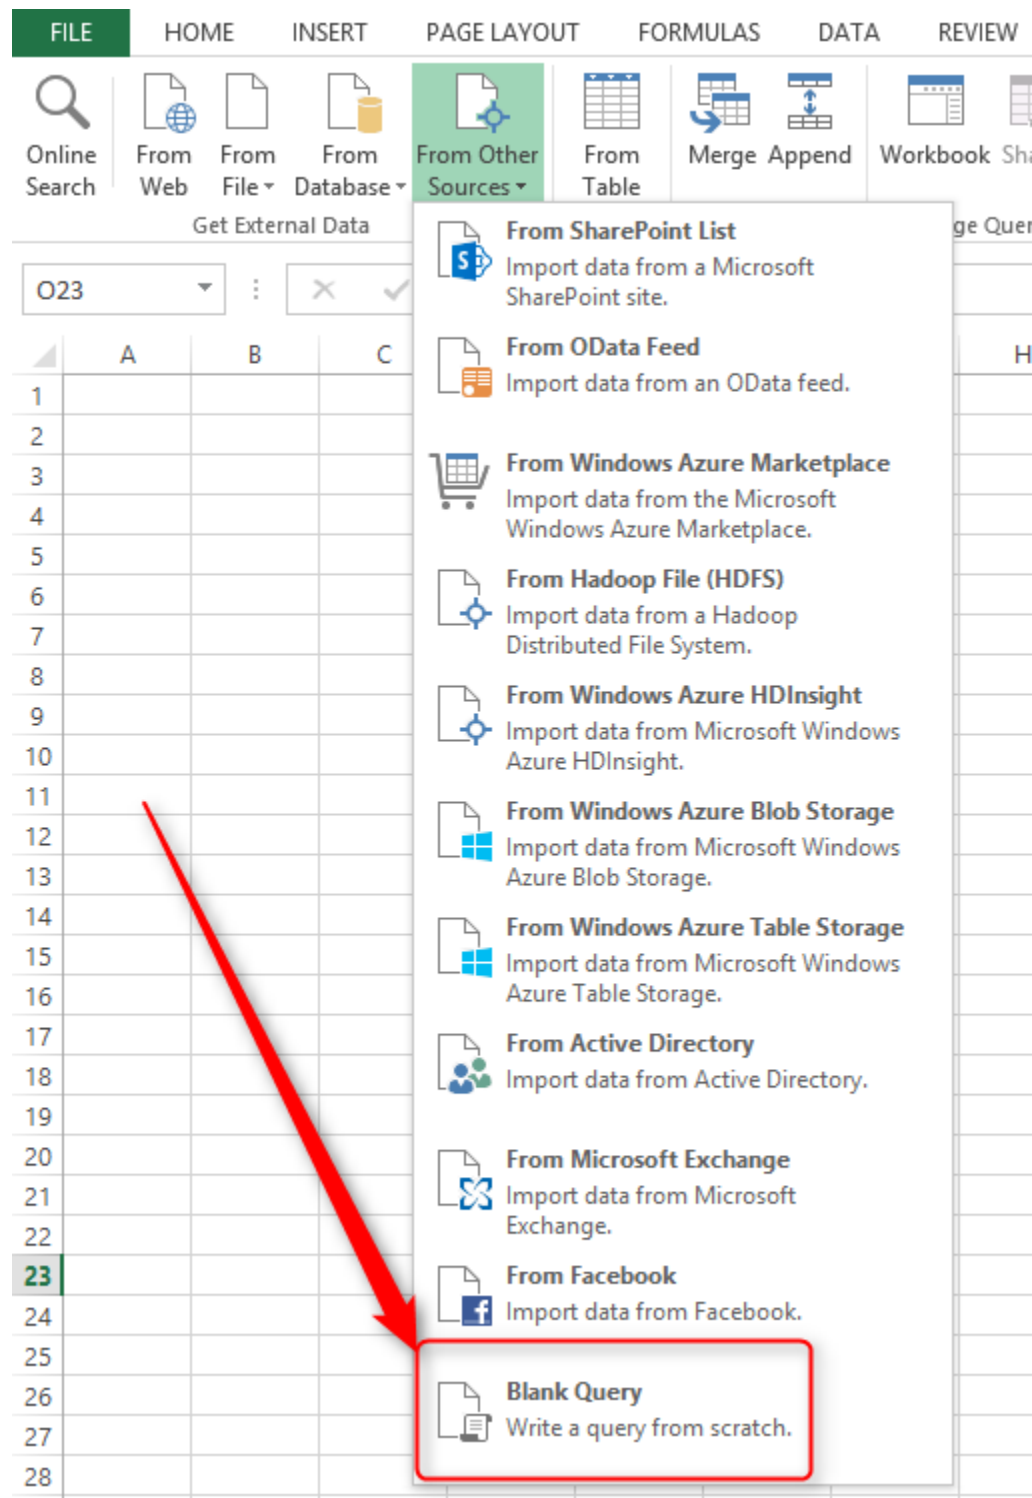 FILE HOME INSERT PAGE LAYOUT FORMULAS DATA REVIEW
Online Search
From Web
From File
From Database
From Other Sources
From Table
Merge
Append
Workbook
Get External Data
O23
A B C H
From SharePoint List
Import data from a Microsoft
SharePoint site.
From OData Feed
Import data from an OData feed.
From Windows Azure Marketplace
Import data from the Microsoft
Windows Azure Marketplace.
From Hadoop File (HDFS)
Import data from a Hadoop
Distributed File System.
From Windows Azure HDInsight
Import data from Microsoft Windows
Azure HDInsight.
From Windows Azure Blob Storage
Import data from Microsoft Windows
Azure Blob Storage.
From Windows Azure Table Storage
Import data from Microsoft Windows
Azure Table Storage.
From Active Directory
Import data from Active Directory.
From Microsoft Exchange
Import data from Microsoft
Exchange.
From Facebook
Import data from Facebook.
Blank Query
Write a query from scratch.
1
2
3
4
5
6
7
8
9
10
11
12
13
14
15
16
17
18
19
20
21
22
23
24
25
26
27
28